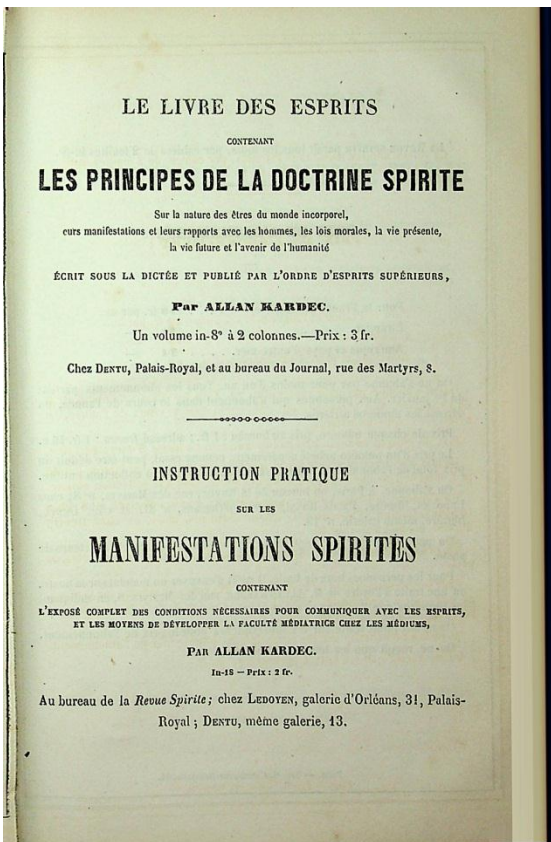 LE LIVRE DES ESPRITS
CONTENANT
LES PRINCIPES DE LA DOCTRINE SPIRITE
Sur la nature des êtres du monde incorporel,
eurs manifestations et leurs rapports avec les hommes, les lois morales, la vie présente,
la vie future et l'avenir de l'humanité
ÉCRIT SOUS LA DICTÉE ET PUBLIÉ PAR L'ORDRE D'ESPRITS SUPÉRIEURS,
Par ALLAN KARDEC.
Un volume in-8° à 2 colonnes.—Prix : 3 fr.
Chez DENTU, Palais-Royal, et au bureau du Journal, rue des Martyrs, 8.
INSTRUCTION PRATIQUE
SUR LES
MANIFESTATIONS SPIRITES
CONTENANT
L'EXPOSÉ COMPLET DES CONDITIONS NÉCESSAIRES POUR COMMUNIQUER AVEC LES ESPRITS,
ET LES MOYENS DE DÉVELOPPER LA FACULTÉ MÉDIATRICE CHEZ LES MÉDIUMS,
PAR ALLAN KARDEC.
In-18 — Prix : 2 fr.
Au bureau de la Revue Spirite; chez LEDOYEN, galerie d'Orléans, 31, Palais-
Royal ; DENTU, même galerie, 13.